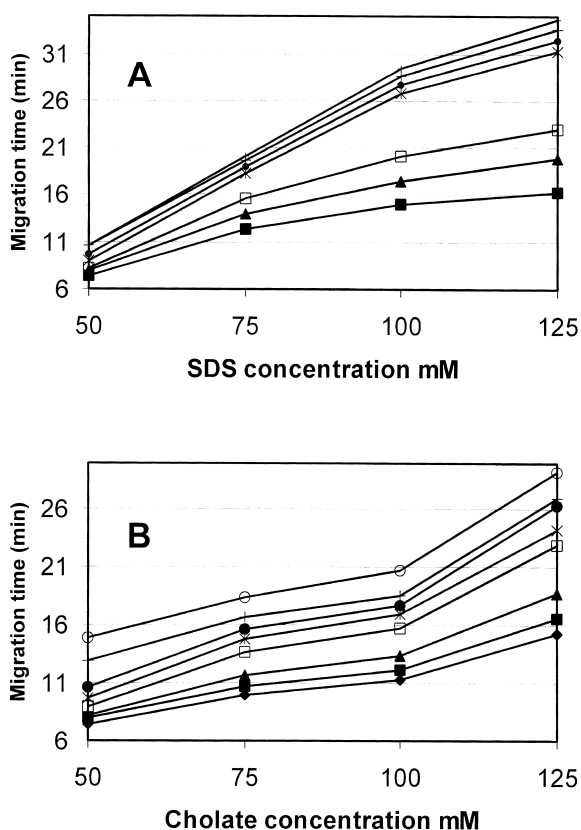 A
Migration time (min)
31
26
21
16
11
6
50 75 100 125
SDS concentration mM
B
Migration time (min)
26
21
16
11
6
50 75 100 125
Cholate concentration mM